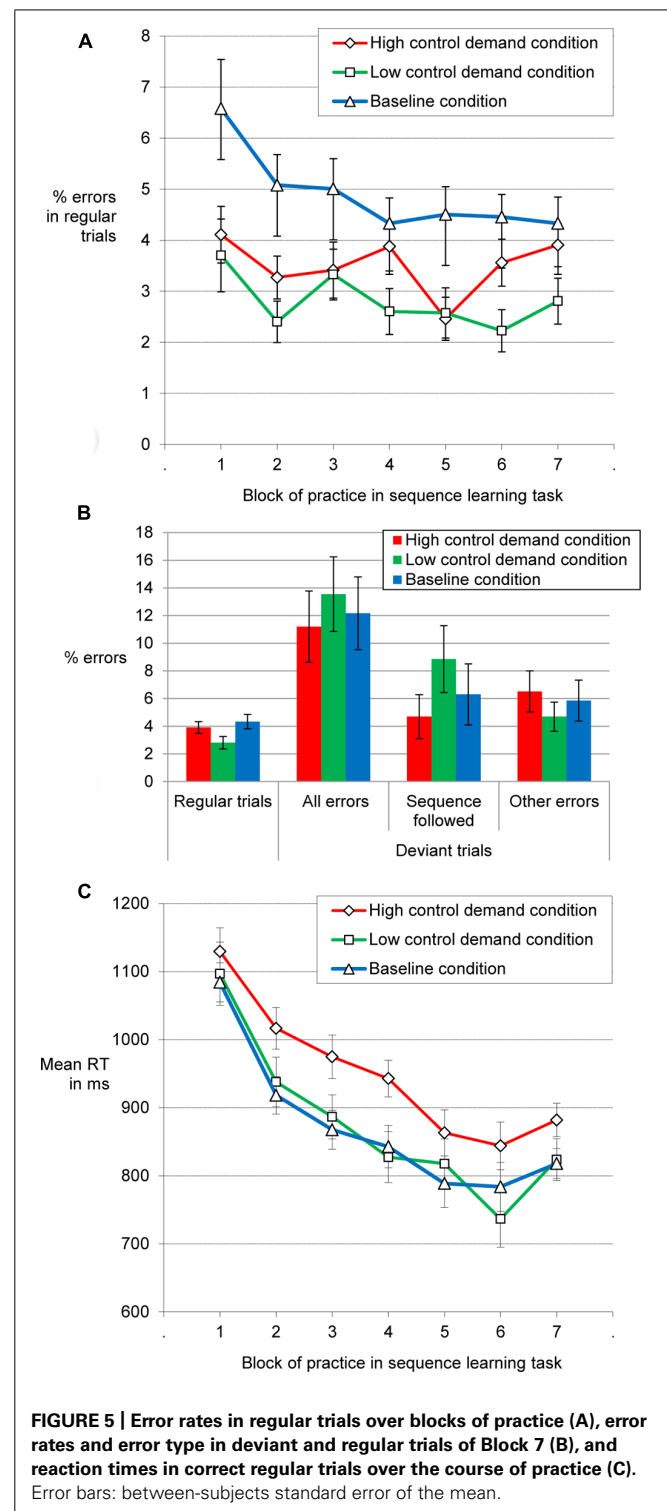 A
8
7
6
5
4
3
2
1
0
% errors
in regular
trials
High control demand condition
Low control demand condition
Baseline condition
. 1 2 3 4 5 6 7 .
Block of practice in sequence learning task
B
18
16
14
12
10
8
6
4
2
0
% errors
High control demand condition
Low control demand condition
Baseline condition
Regular trials All errors Sequence followed Other errors
Deviant trials
C
1200
1100
1000
900
800
700
600
Mean RT
in ms
High control demand condition
Low control demand condition
Baseline condition
. 1 2 3 4 5 6 7 .
Block of practice in sequence learning task
FIGURE 5 | Error rates in regular trials over blocks of practice (A), error
rates and error type in deviant and regular trials of Block 7 (B), and
reaction times in correct regular trials over the course of practice (C).
Error bars: between-subjects standard error of the mean.